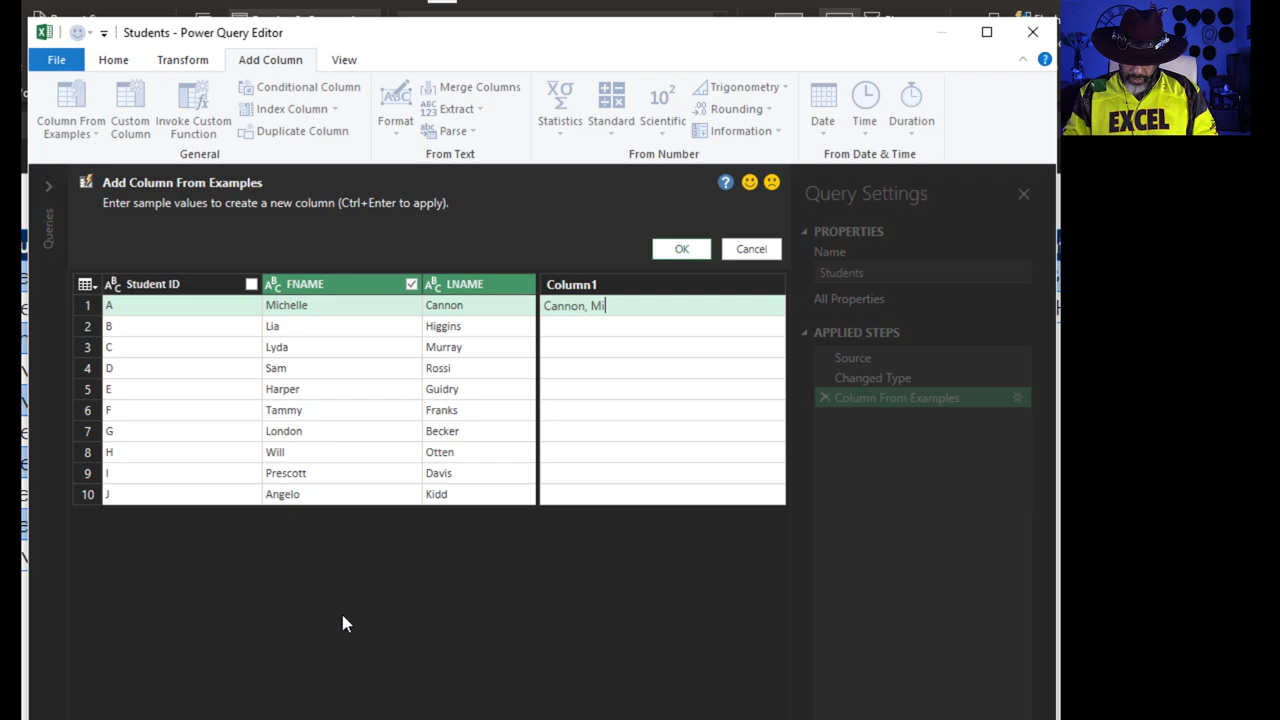 Students - Power Query Editor
File Home Transform Add Column View
Column From Examples
Custom Column
Invoke Custom Function
Conditional Column
Index Column
Duplicate Column
General
Format
Merge Columns
Extract
Parse
From Text
Statistics
Standard
Scientific
Trigonometry
Rounding
Information
From Number
Date
Time
Duration
From Date & Time
EXCEL
Queries
Add Column From Examples
Enter sample values to create a new column (Ctrl+Enter to apply).
OK Cancel
Student ID FNAME LNAME Column1
1 A Michelle Cannon Cannon, Mi
2 B Lia Higgins
3 C Lyda Murray
4 D Sam Rossi
5 E Harper Guidry
6 F Tammy Franks
7 G London Becker
8 H Will Otten
9 I Prescott Davis
10 J Angelo Kidd
Query Settings
PROPERTIES
Name
Students
All Properties
APPLIED STEPS
Source
Changed Type
Column From Examples